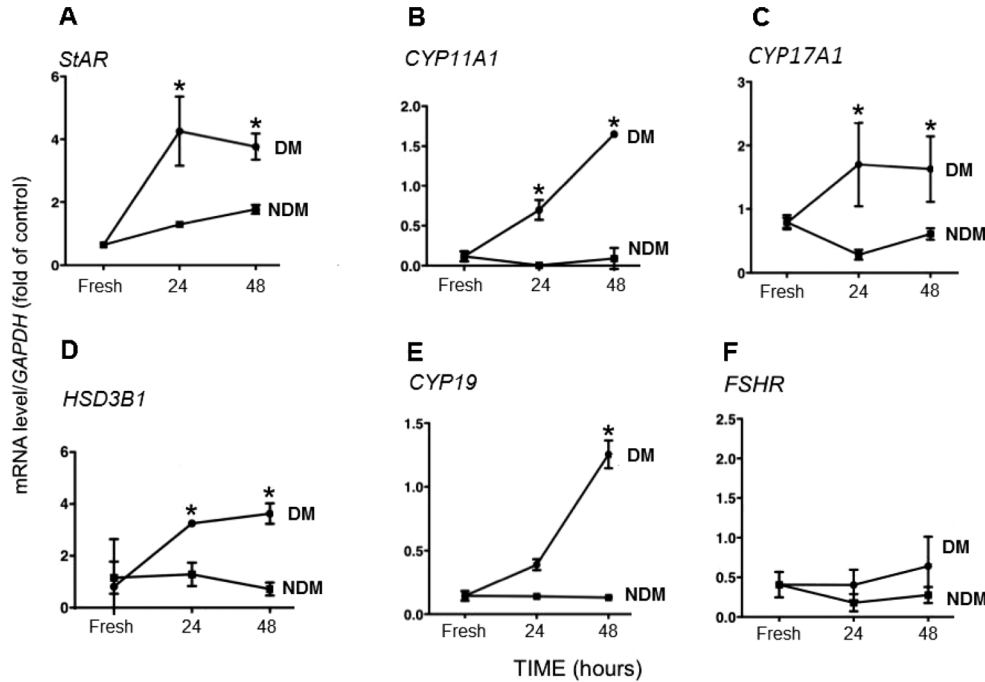 A
StAR
6
4
2
0
*
*
DM
NDM
Fresh
24
48
B
CYP11A1
2.0
1.5
1.0
0.5
0.0
*
*
DM
NDM
Fresh
24
48
C
CYP17A1
3
2
1
0
*
*
DM
NDM
Fresh
24
48
mRNA level/GAPDH (fold of control)
D
HSD3B1
6
4
2
0
*
*
DM
NDM
Fresh
24
48
E
CYP19
1.5
1.0
0.5
0.0
*
DM
NDM
Fresh
24
48
F
FSHR
2.5
2.0
1.5
1.0
0.5
0.0
DM
NDM
Fresh
24
48
TIME (hours)